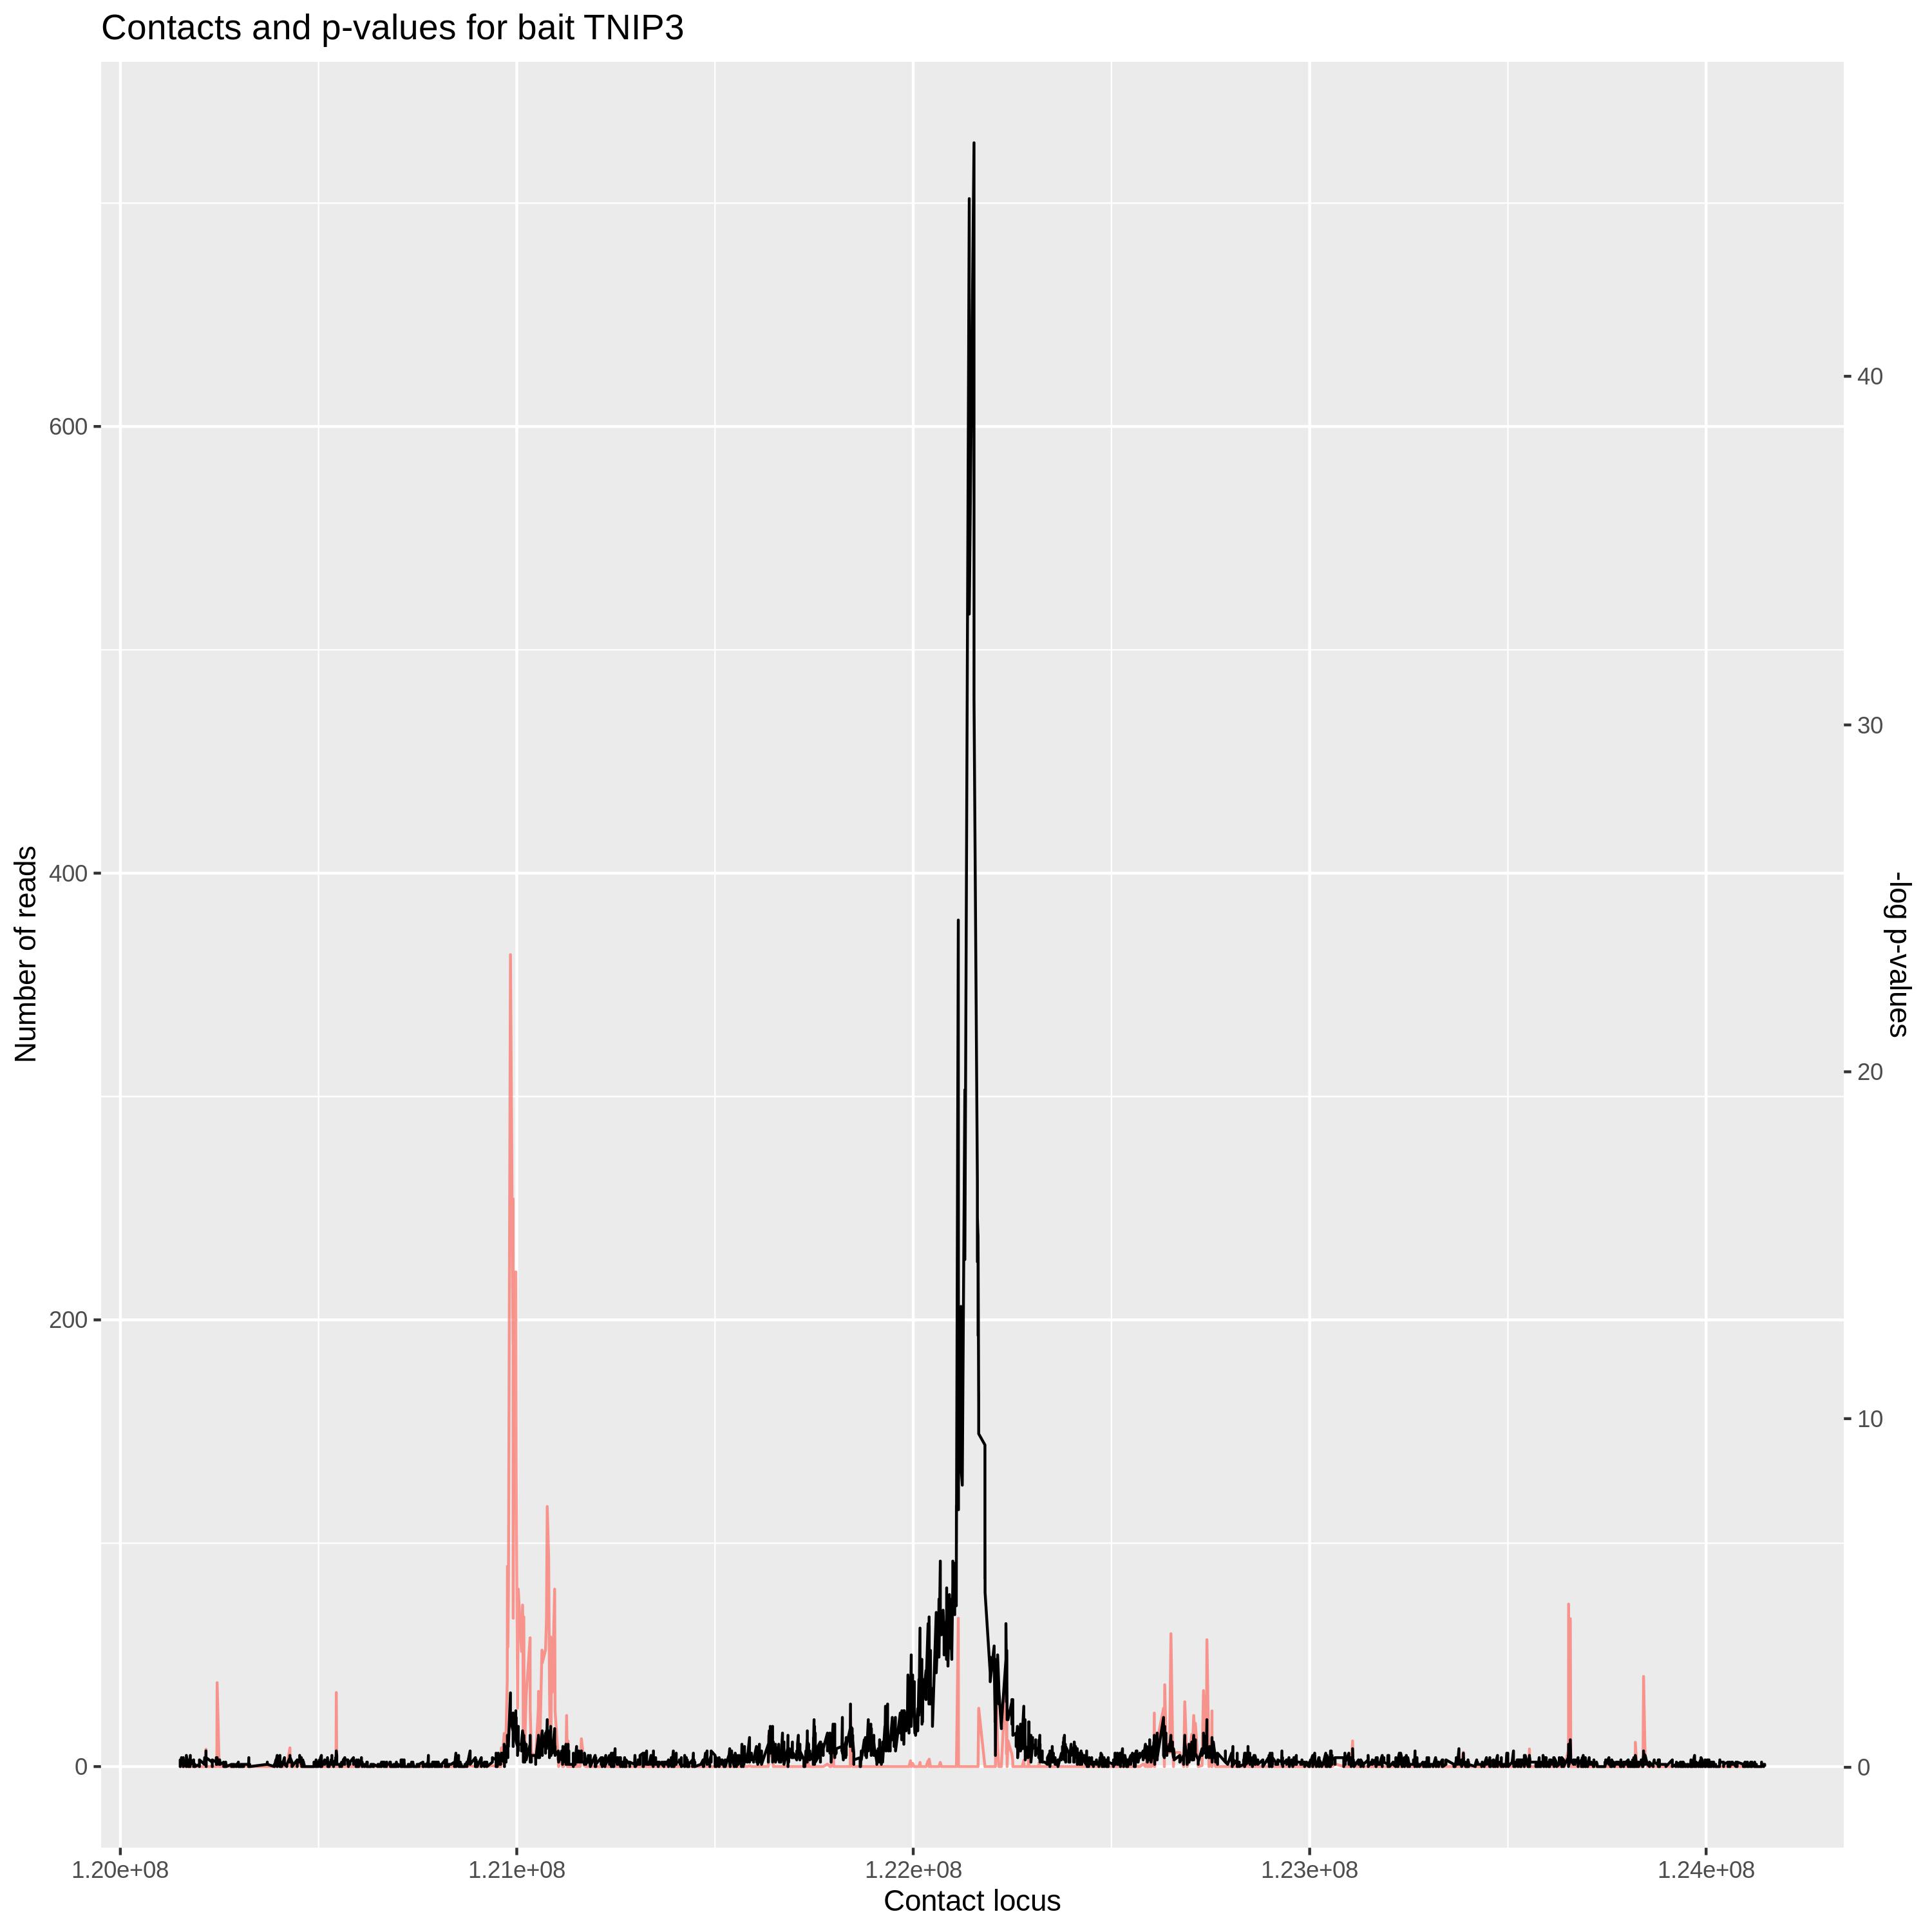 Contacts and p-values for bait TNIP3
Number of reads
600
400
200
0
40
30
20
10
0
-log p-values
1.20e+08 1.21e+08 1.22e+08 1.23e+08 1.24e+08
Contact locus